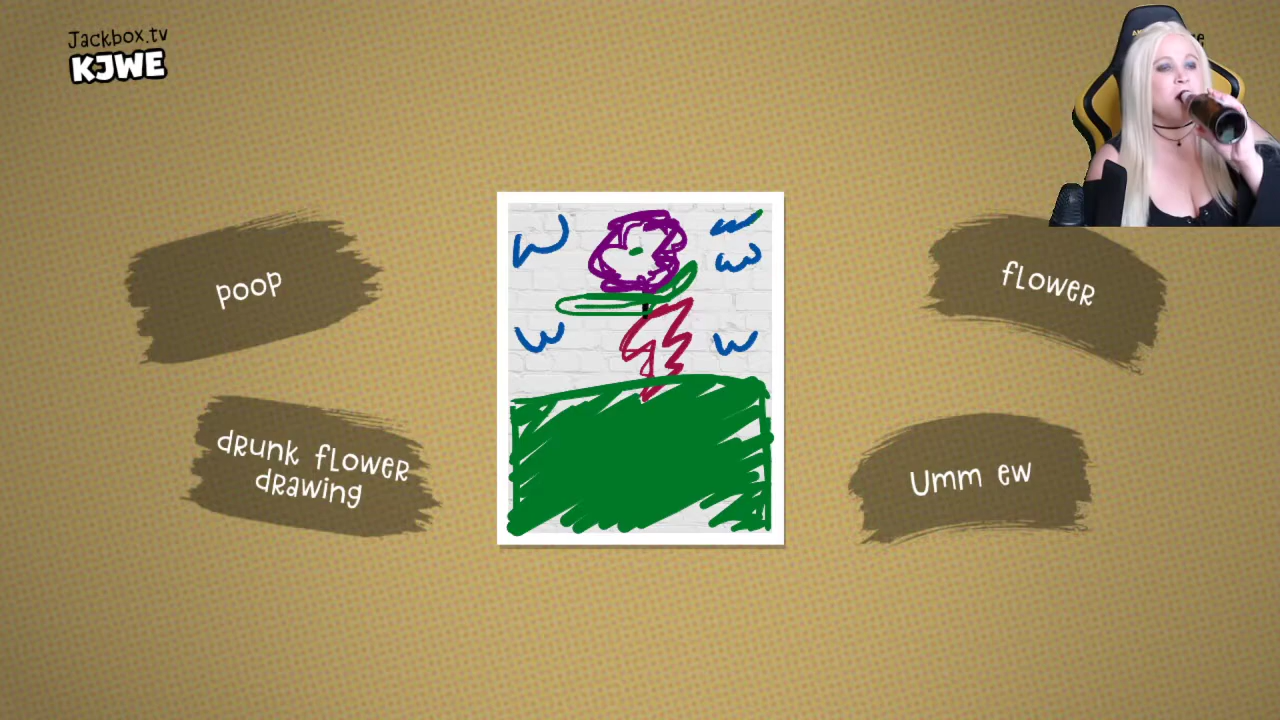 Jackbox.tv
KJWE
poop
flower
drunk flower
drawing
Umm ew